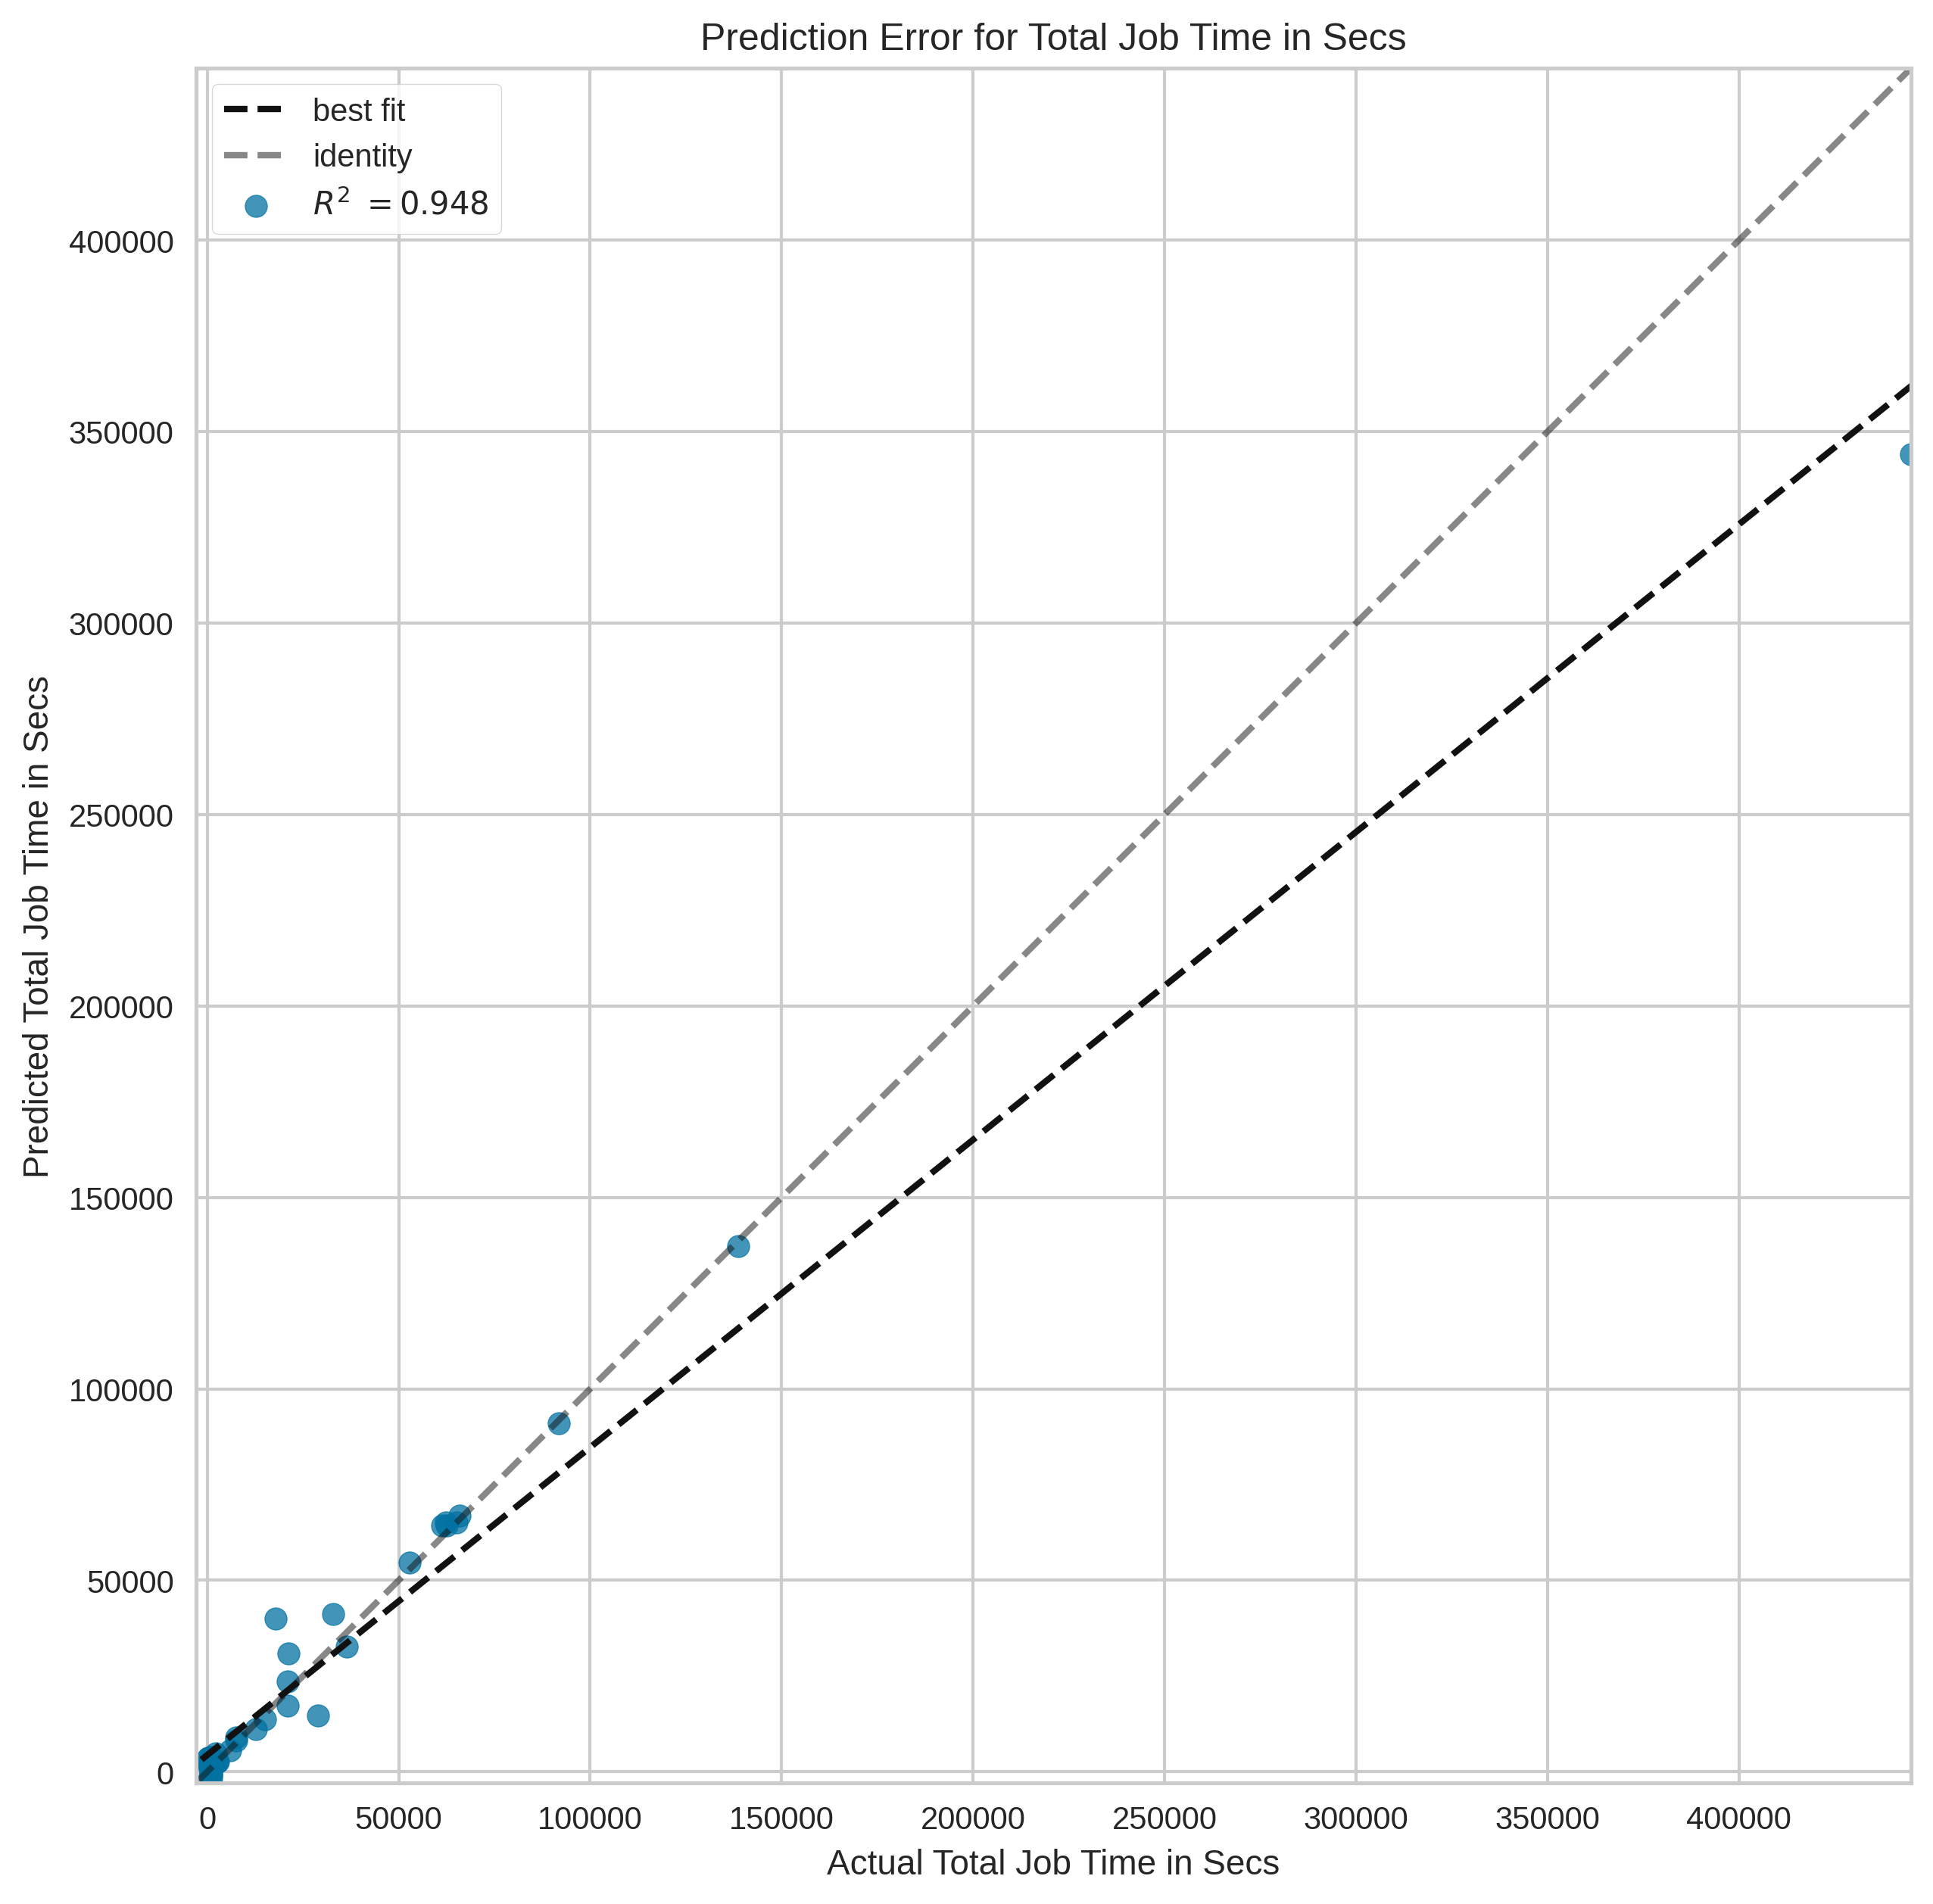 Prediction Error for Total Job Time in Secs
best fit
identity
R² = 0.948
400000
350000
300000
250000
200000
150000
100000
50000
0
Predicted Total Job Time in Secs
0 50000 100000 150000 200000 250000 300000 350000 400000
Actual Total Job Time in Secs